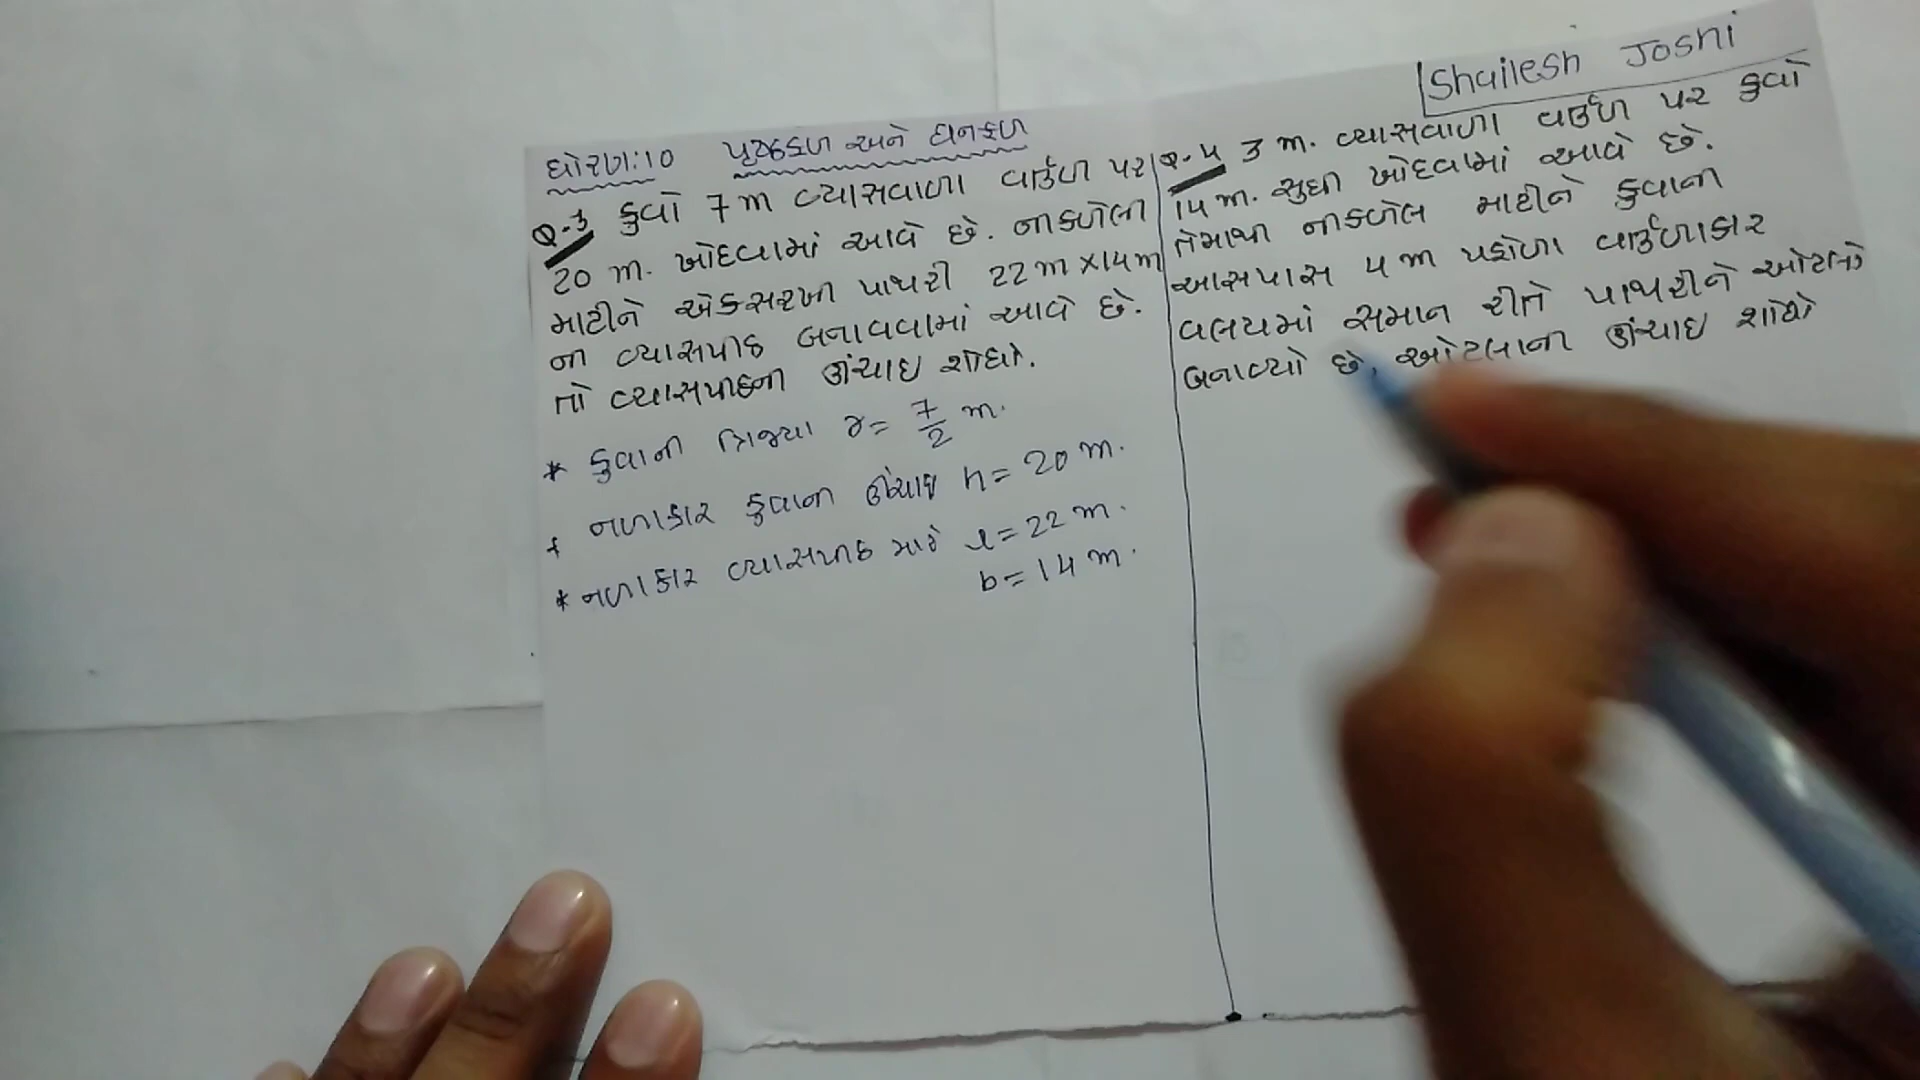 Shailesh Joshi
ધોરણ:10 પૃષ્ઠફળ અને ઘનફળ
Q-3 કુવો 7 m વ્યાસવાળા વર્તુળ પર
20 m. ખોદવામાં આવે છે. નીકળેલી
માટીને એકસરખી પાથરી 22 m × 14 m
ના વ્યાસપીઠ બનાવવામાં આવે છે.
તો વ્યાસપીઠની ઊંચાઇ શોધો.
* કુવાની ત્રિજ્યા r = 7/2 m.
* નળાકાર કુવાની ઊંચાઇ h = 20 m.
* નળાકાર વ્યાસપીઠ માટે l = 22 m.
b = 14 m.
Q-4 3 m. વ્યાસવાળા વર્તુળ પર કુવો
14 m. સુધી ખોદવામાં આવે છે.
તેમાથી નીકળેલ માટીને કુવાની
આસપાસ 4 m પહોળા વર્તુળાકાર
વલયમાં સમાન રીતે પાથરીને ઓટલો
બનાવ્યો છે, ઓટલાની ઊંચાઇ શોધો